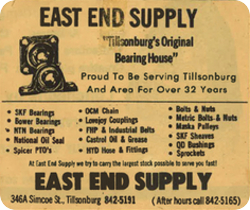 EAST END SUPPLY
"Tillsonburg's Original
Bearing House"
Proud To Be Serving Tillsonburg
And Area For Over 32 Years
• SKF Bearings
• Bower Bearings
• NTN Bearings
• National Oil Seal
• Spicer PTO's
• OCM Chain
• Lovejoy Couplings
• FHP & Industrial Belts
• Castrol Oil & Grease
• HYD Hose & Fittings
• Bolts & Nuts
• Metric Bolts & Nuts
• Maska Pulleys
• SKF Sheaves
• QD Bushings
• Sprockets
At East End Supply we try to carry the largest stock possible to serve you fast!
EAST END SUPPLY
346A Simcoe St., Tillsonburg 842-5191 (After hours call 842-5165)